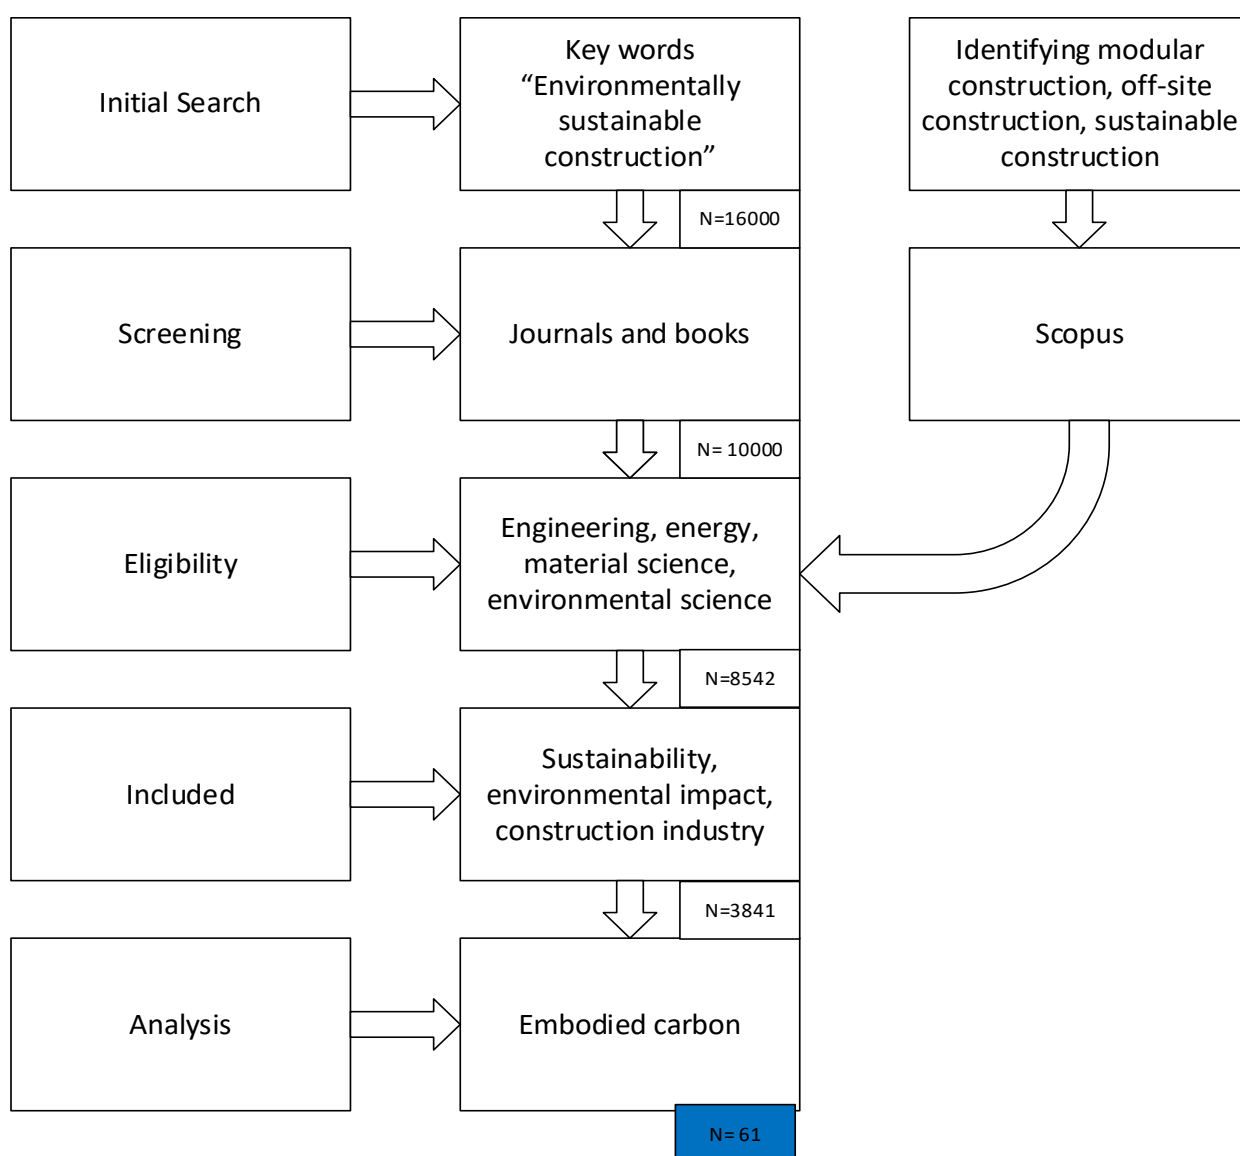 Initial Search
Key words
“Environmentally
sustainable
construction”
Identifying modular
construction, off-site
construction, sustainable
construction
N=16000
Screening
Journals and books
Scopus
N= 10000
Eligibility
Engineering, energy,
material science,
environmental science
N=8542
Included
Sustainability,
environmental impact,
construction industry
N=3841
Analysis
Embodied carbon
N= 61